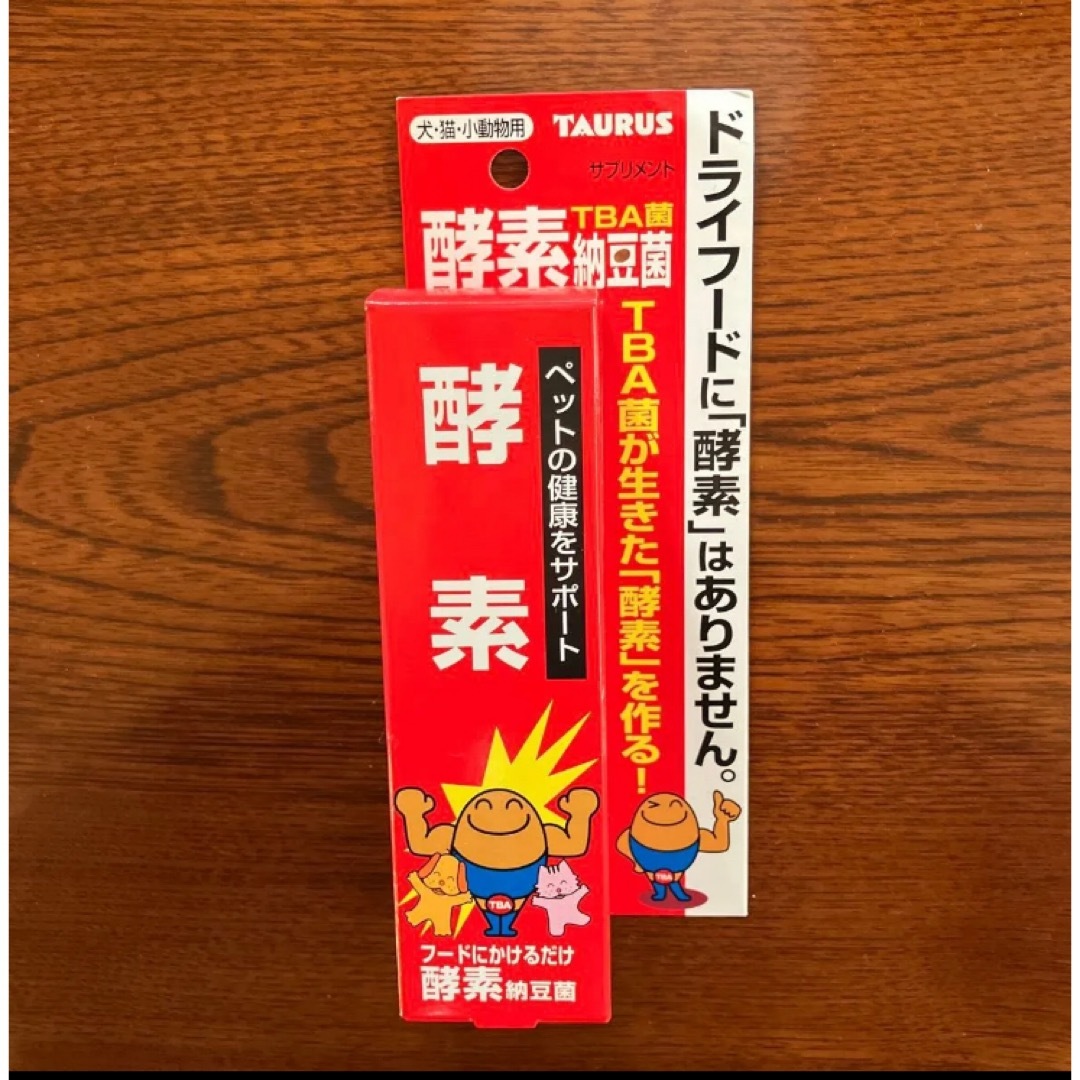 犬・猫・小動物用
TAURUS
サプリメント
酵素
TBA菌
納豆菌
ドライフードに「酵素」はありません。
TBA菌が生きた「酵素」を作る!
ペットの健康をサポート
酵素
TBA
TBA
フードにかけるだけ
酵素納豆菌